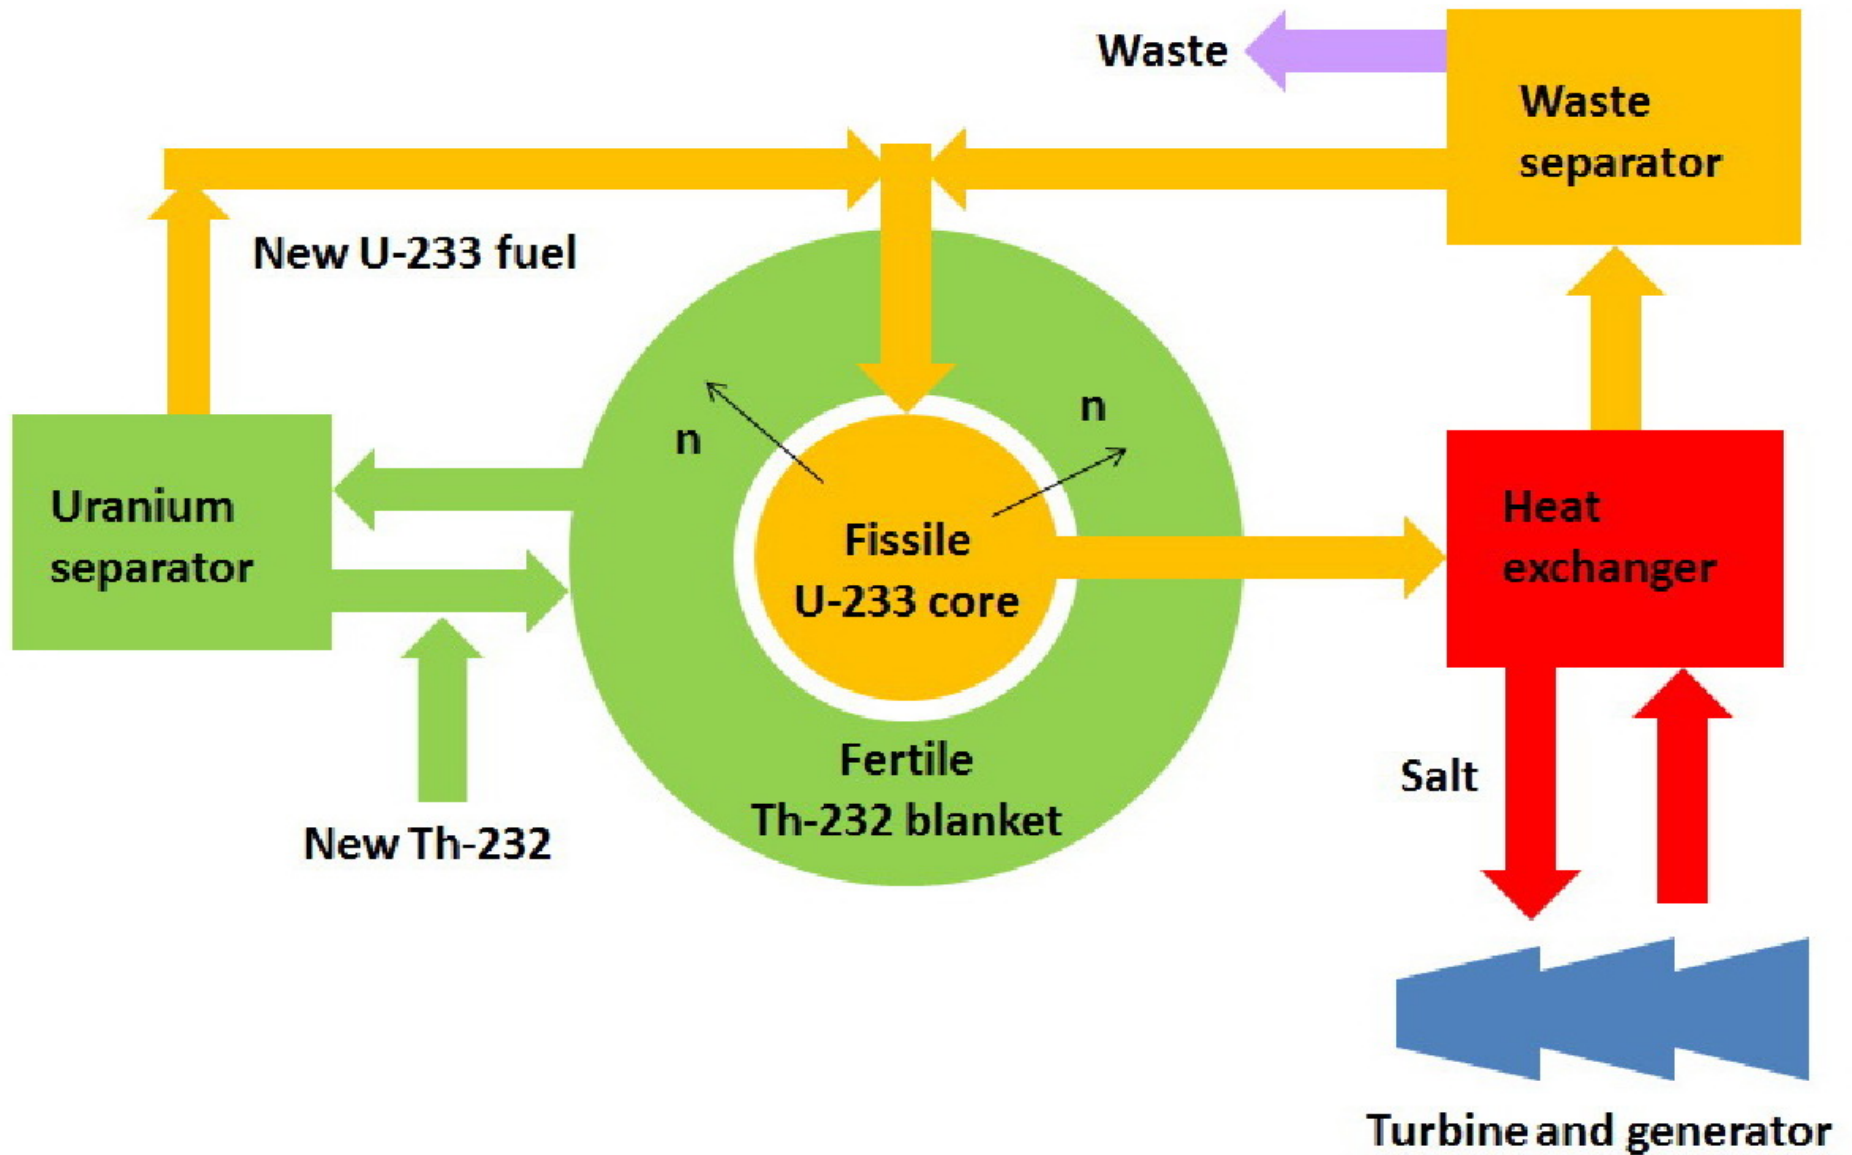 Waste
Waste
separator
New U-233 fuel
n
n
Uranium
separator
Fissile
U-233 core
Heat
exchanger
Fertile
Th-232 blanket
Salt
New Th-232
Turbine and generator